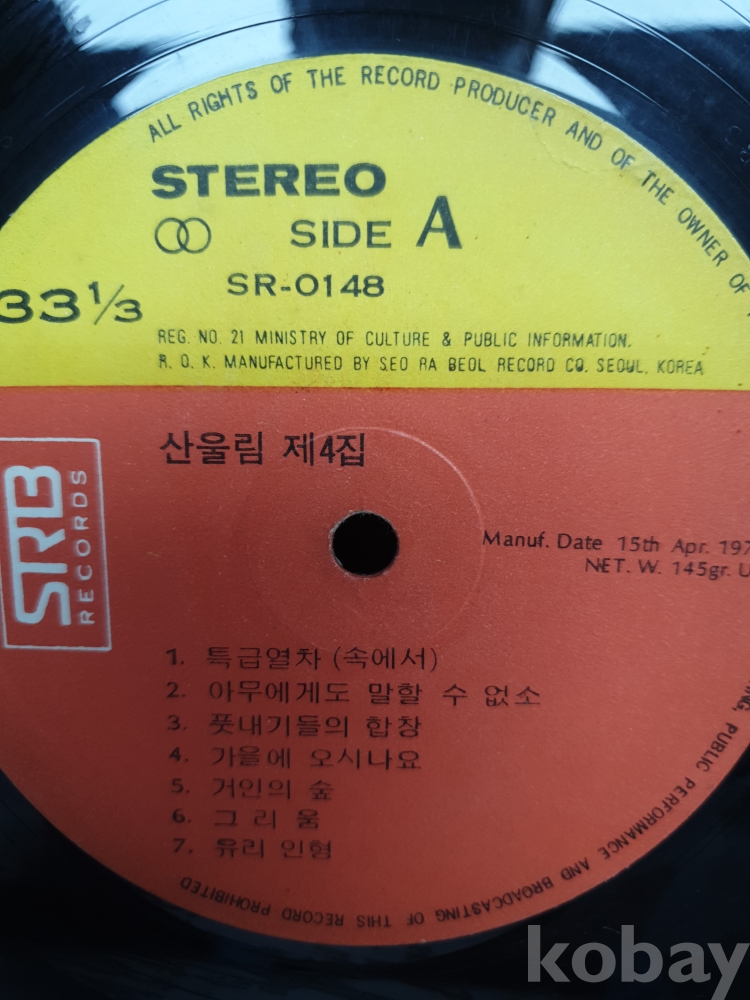 ALL RIGHTS OF THE RECORD PRODUCER AND OF THE OWNER OF
STEREO
SIDE A
SR-0148
33 1/3
REG. NO. 21 MINISTRY OF CULTURE & PUBLIC INFORMATION.
R. O. K. MANUFACTURED BY SEO RA BEOL RECORD CO. SEOUL, KOREA
산울림 제4집
SRB
RECORDS
Manuf. Date 15th Apr. 197
NET. W. 145gr. U
1. 특급열차 (속에서)
2. 아무에게도 말할 수 없소
3. 풋내기들의 합창
4. 가을에 오시나요
5. 거인의 숲
6. 그 리 움
7. 유리 인형
PUBLIC PERFORMANCE AND BROADCASTING OF THIS RECORD PROHIBITED
kobay